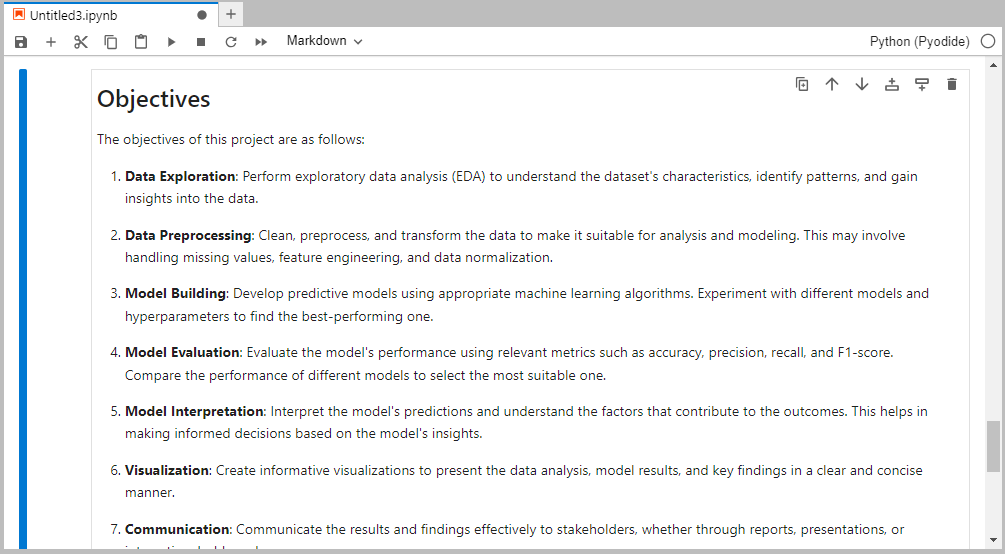 Untitled3.ipynb
Markdown
Python (Pyodide)
Objectives
The objectives of this project are as follows:
1. Data Exploration: Perform exploratory data analysis (EDA) to understand the dataset's characteristics, identify patterns, and gain
insights into the data.
2. Data Preprocessing: Clean, preprocess, and transform the data to make it suitable for analysis and modeling. This may involve
handling missing values, feature engineering, and data normalization.
3. Model Building: Develop predictive models using appropriate machine learning algorithms. Experiment with different models and
hyperparameters to find the best-performing one.
4. Model Evaluation: Evaluate the model's performance using relevant metrics such as accuracy, precision, recall, and F1-score.
Compare the performance of different models to select the most suitable one.
5. Model Interpretation: Interpret the model's predictions and understand the factors that contribute to the outcomes. This helps in
making informed decisions based on the model's insights.
6. Visualization: Create informative visualizations to present the data analysis, model results, and key findings in a clear and concise
manner.
7. Communication: Communicate the results and findings effectively to stakeholders, whether through reports, presentations, or